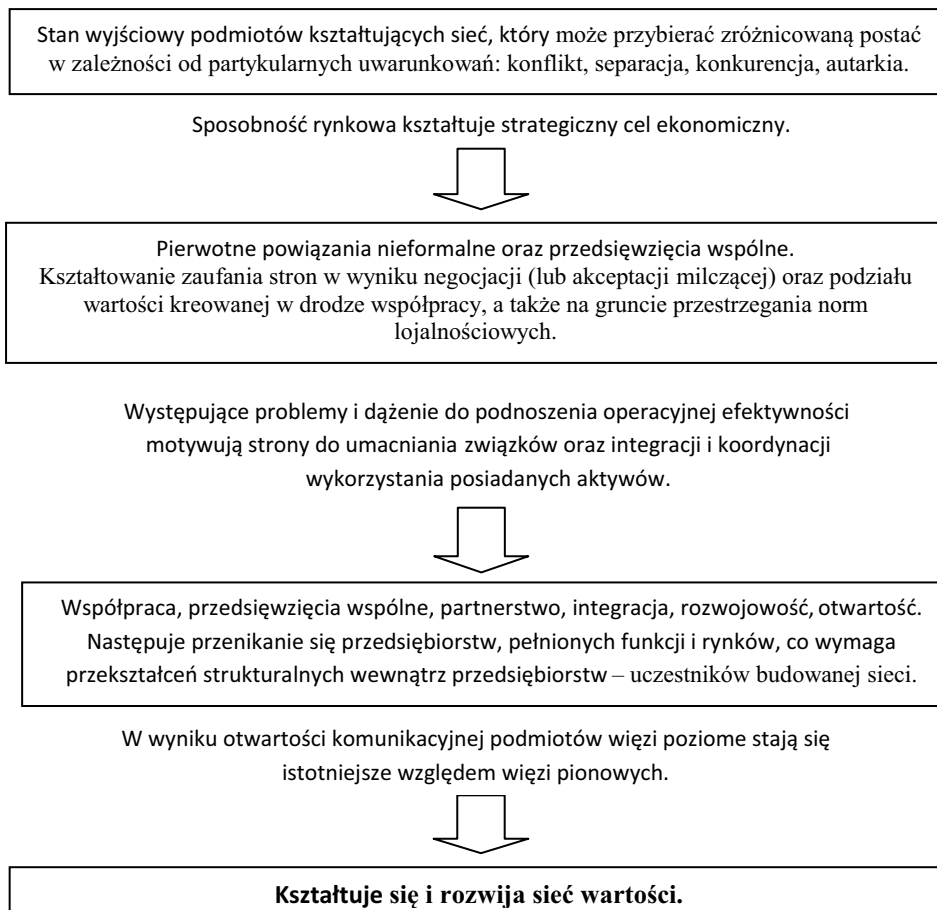 Stan wyjściowy podmiotów kształtujących sieć, który może przybierać zróżnicowaną postać
w zależności od partykularnych uwarunkowań: konflikt, separacja, konkurencja, autarkia.
Sposobność rynkowa kształtuje strategiczny cel ekonomiczny.
Pierwotne powiązania nieformalne oraz przedsięwzięcia wspólne.
Kształtowanie zaufania stron w wyniku negocjacji (lub akceptacji milczącej) oraz podziału
wartości kreowanej w drodze współpracy, a także na gruncie przestrzegania norm
lojalnościowych.
Występujące problemy i dążenie do podnoszenia operacyjnej efektywności
motywują strony do umacniania związków oraz integracji i koordynacji
wykorzystania posiadanych aktywów.
Współpraca, przedsięwzięcia wspólne, partnerstwo, integracja, rozwojowość, otwartość.
Następuje przenikanie się przedsiębiorstw, pełnionych funkcji i rynków, co wymaga
przekształceń strukturalnych wewnątrz przedsiębiorstw – uczestników budowanej sieci.
W wyniku otwartości komunikacyjnej podmiotów więzi poziome stają się
istotniejsze względem więzi pionowych.
Kształtuje się i rozwija sieć wartości.